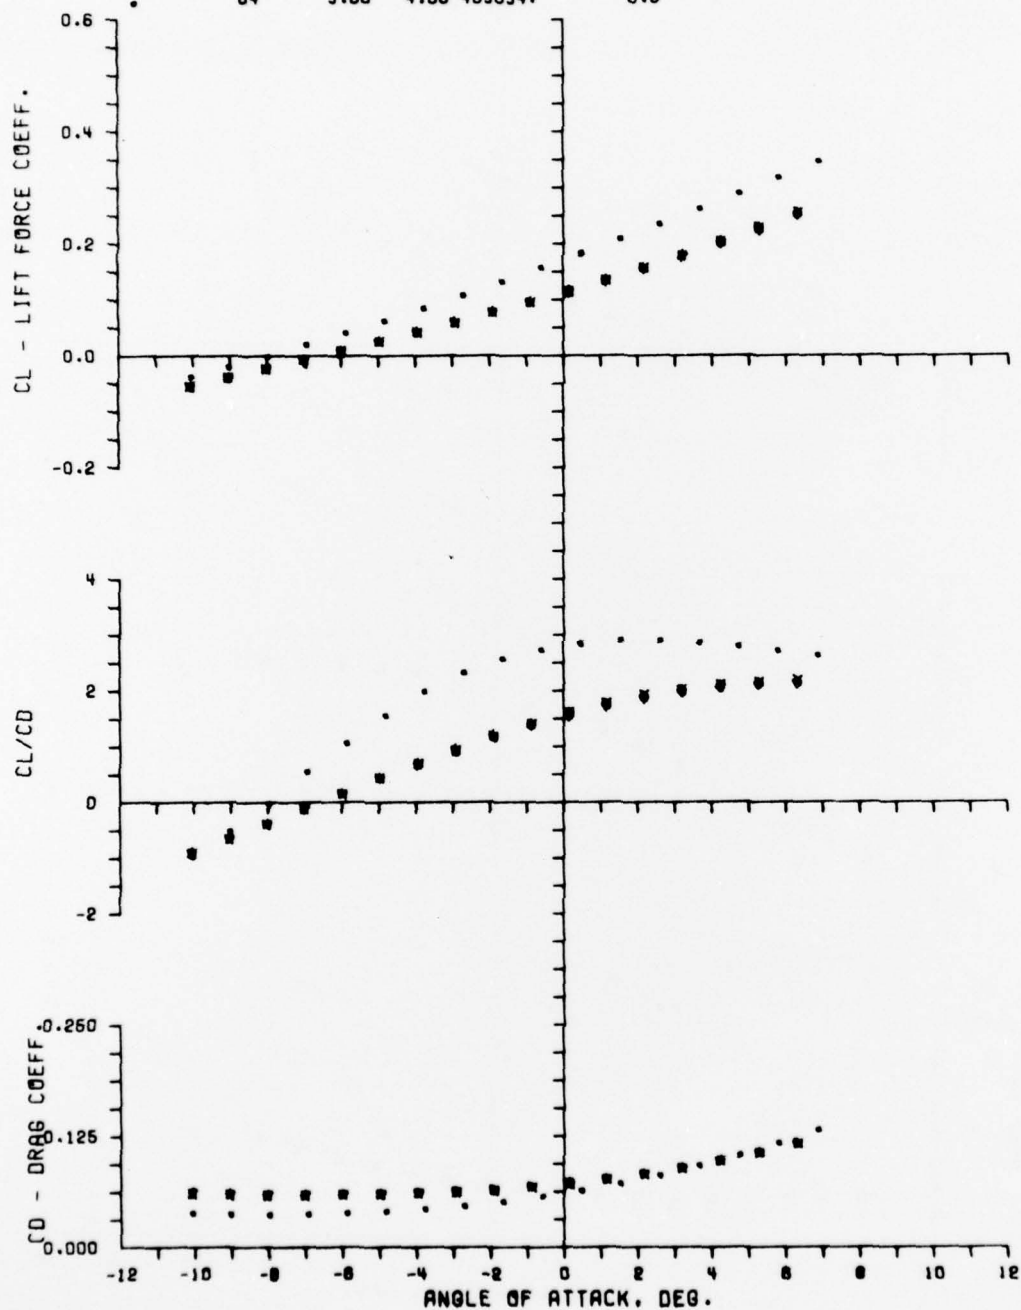 0.6
0.4
0.2
0.0
-0.2
CL - LIFT FORCE COEFF.
4
2
0
-2
CL/CD
0.250
0.125
0.000
CD - DRAG COEFF.
-12 -10 -8 -6 -4 -2 0 2 4 6 8 10 12
ANGLE OF ATTACK, DEG.